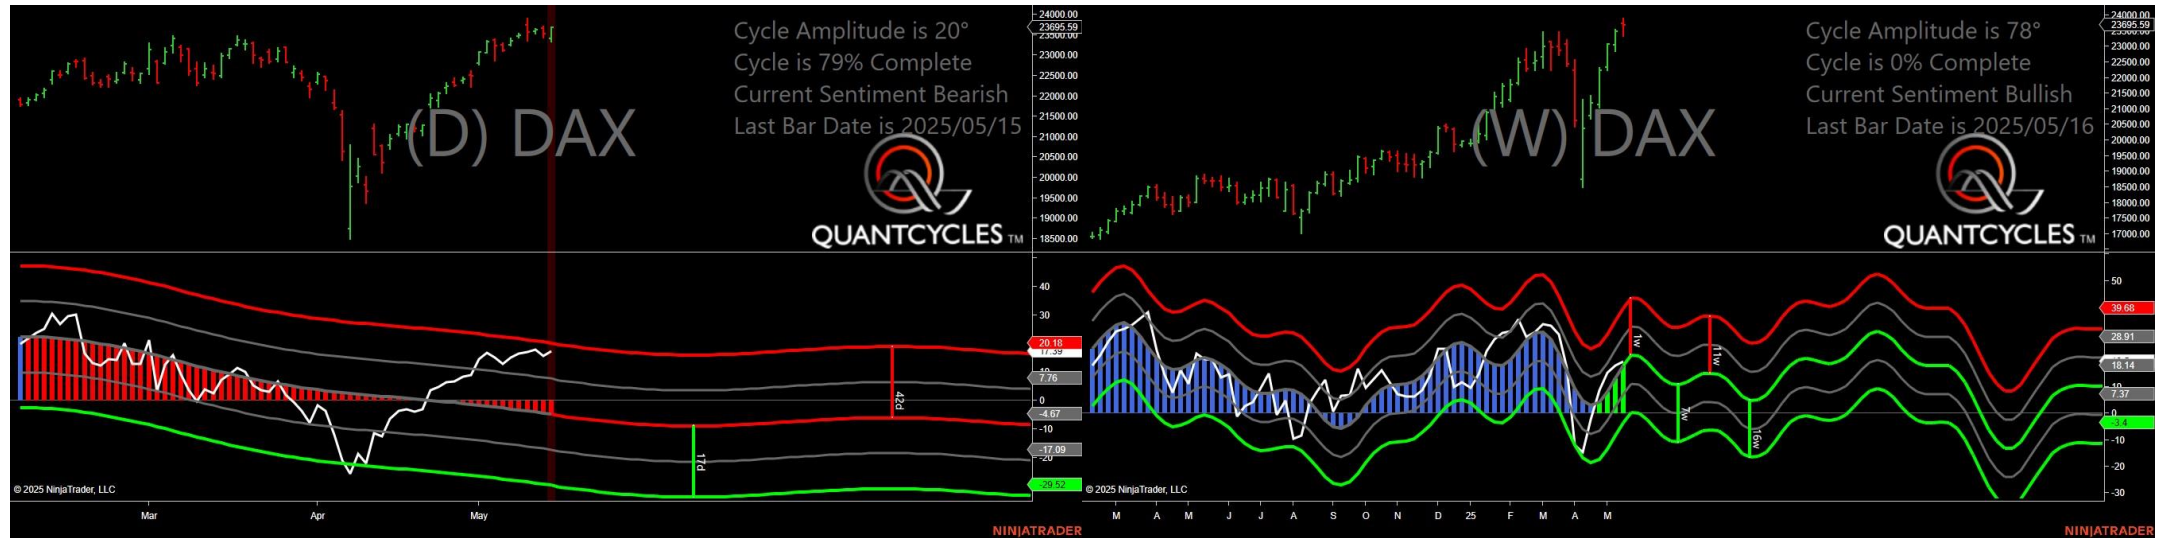 Cycle Amplitude is 20°
Cycle is 79% Complete
Current Sentiment Bearish
Last Bar Date is 2025/05/15
(D) DAX
QUANTCYCLES TM
24000.00
23695.59
23500.00
23000.00
22500.00
22000.00
21500.00
21000.00
20500.00
20000.00
19500.00
19000.00
18500.00
40
30
20.18
17.39
10
7.76
0
-4.67
-10
-17.09
-20
-29.52
42d
17d
© 2025 NinjaTrader, LLC
Mar
Apr
May
NINJATRADER
Cycle Amplitude is 78°
Cycle is 0% Complete
Current Sentiment Bullish
Last Bar Date is 2025/05/16
(W) DAX
QUANTCYCLES TM
24000.00
23695.59
23500.00
23000.00
22500.00
22000.00
21500.00
21000.00
20500.00
20000.00
19500.00
19000.00
18500.00
18000.00
17500.00
17000.00
50
39.68
28.91
18.14
10
7.37
0
-3.4
-10
-20
-30
1w
11w
7w
16w
© 2025 NinjaTrader, LLC
M
A
M
J
J
A
S
O
N
D
25
F
M
A
M
NINJATRADER